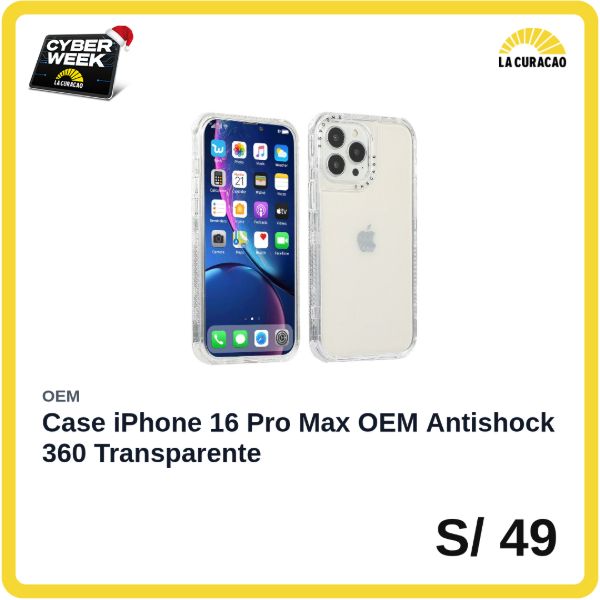 CYBER
WEEK
LA CURACAO
LA CURACAO
OEM
Case iPhone 16 Pro Max OEM Antishock
360 Transparente
S/ 49